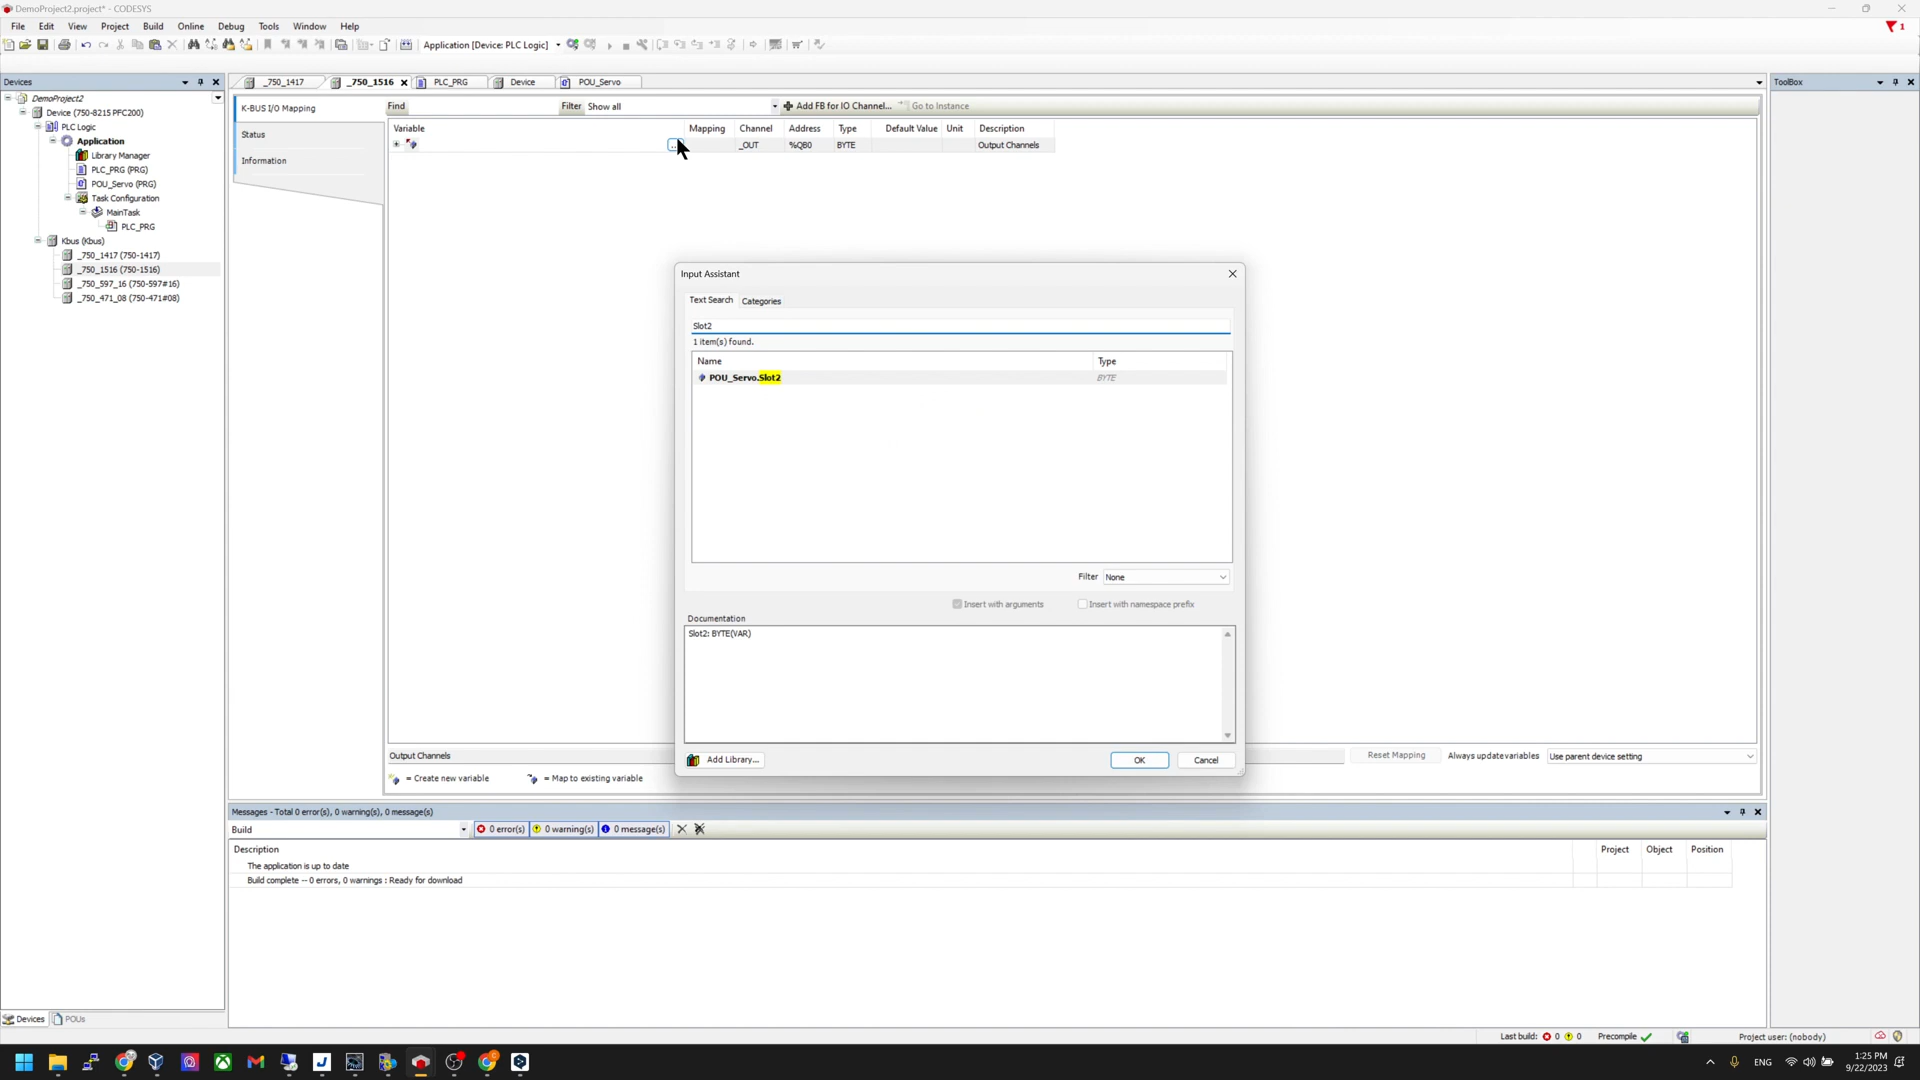 DemoProject2.project* - CODESYS
File Edit View Project Build Online Debug Tools Window Help
1
Application [Device: PLC Logic]
Devices
_750_1417 _750_1516 PLC_PRG Device POU_Servo
ToolBox
DemoProject2
Device (750-8215 PFC200)
PLC Logic
Application
Library Manager
PLC_PRG (PRG)
POU_Servo (PRG)
Task Configuration
MainTask
PLC_PRG
Kbus (Kbus)
_750_1417 (750-1417)
_750_1516 (750-1516)
_750_597_16 (750-597#16)
_750_471_08 (750-471#08)
K-BUS I/O Mapping
Status
Information
Find Filter Show all Add FB for IO Channel... Go to Instance
Variable Mapping Channel Address Type Default Value Unit Description
_OUT %QB0 BYTE Output Channels
Input Assistant
Text Search Categories
Slot2
1 item(s) found.
Name Type
POU_Servo.Slot2 BYTE
Filter None
Insert with arguments Insert with namespace prefix
Documentation
Slot2: BYTE(VAR)
Add Library... OK Cancel
Output Channels Reset Mapping Always update variables Use parent device setting
= Create new variable = Map to existing variable
Messages - Total 0 error(s), 0 warning(s), 0 message(s)
Build 0 error(s) 0 warning(s) 0 message(s)
Description Project Object Position
The application is up to date
Build complete -- 0 errors, 0 warnings : Ready for download
Devices POUs
Last build: 0 0 Precompile Project user: (nobody)
ENG
1:25 PM
9/22/2023